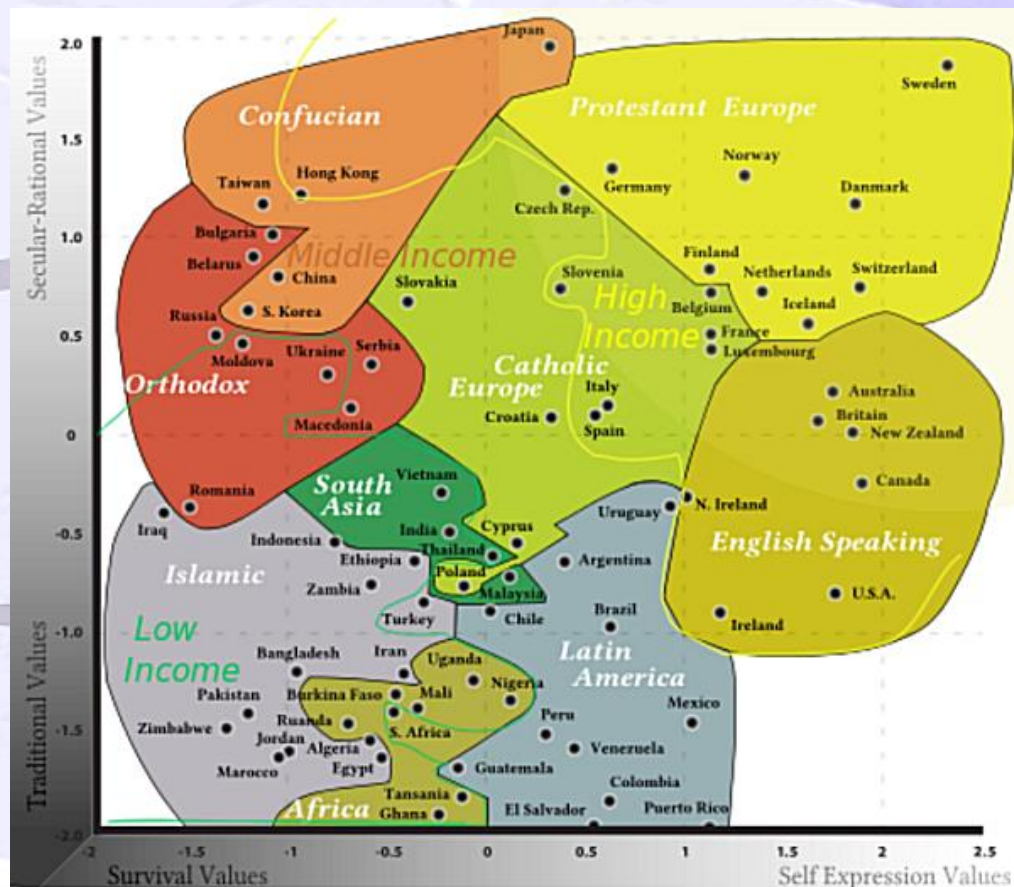 Secular-Rational Values
Traditional Values
2.0
1.5
1.0
0.5
0
-0.5
-1.0
-1.5
-2.0
Japan
Confucian
Protestant Europe
Sweden
Taiwan
Hong Kong
Germany
Norway
Danmark
Czech Rep.
Bulgaria
Belarus
Middle Income
China
S. Korea
Slovakia
Slovenia
High
Income
Finland
Belgium
Netherlands
Switzerland
Iceland
France
Luxembourg
Russia
Moldova
Ukraine
Serbia
Orthodox
Macedonia
Catholic
Europe
Italy
Croatia
Spain
Australia
Britain
New Zealand
Canada
Romania
Iraq
South
Asia
Vietnam
India
Cyprus
Thailand
Poland
Malaysia
Uruguay
N. Ireland
English Speaking
Indonesia
Ethiopia
Islamic
Zambia
Turkey
Argentina
Chile
Brazil
U.S.A.
Ireland
Low
Income
Latin
America
Bangladesh
Iran
Uganda
Pakistan
Burkina Faso
Mali
Nigeria
Mexico
Zimbabwe
Ruanda
S. Africa
Peru
Jordan
Algeria
Venezuela
Marocco
Egypt
Guatemala
Colombia
Africa
Tansania
El Salvador
Puerto Rico
Ghana
-2
-1.5
-1
-0.5
0
0.5
1
1.5
2
2.5
Survival Values
Self Expression Values